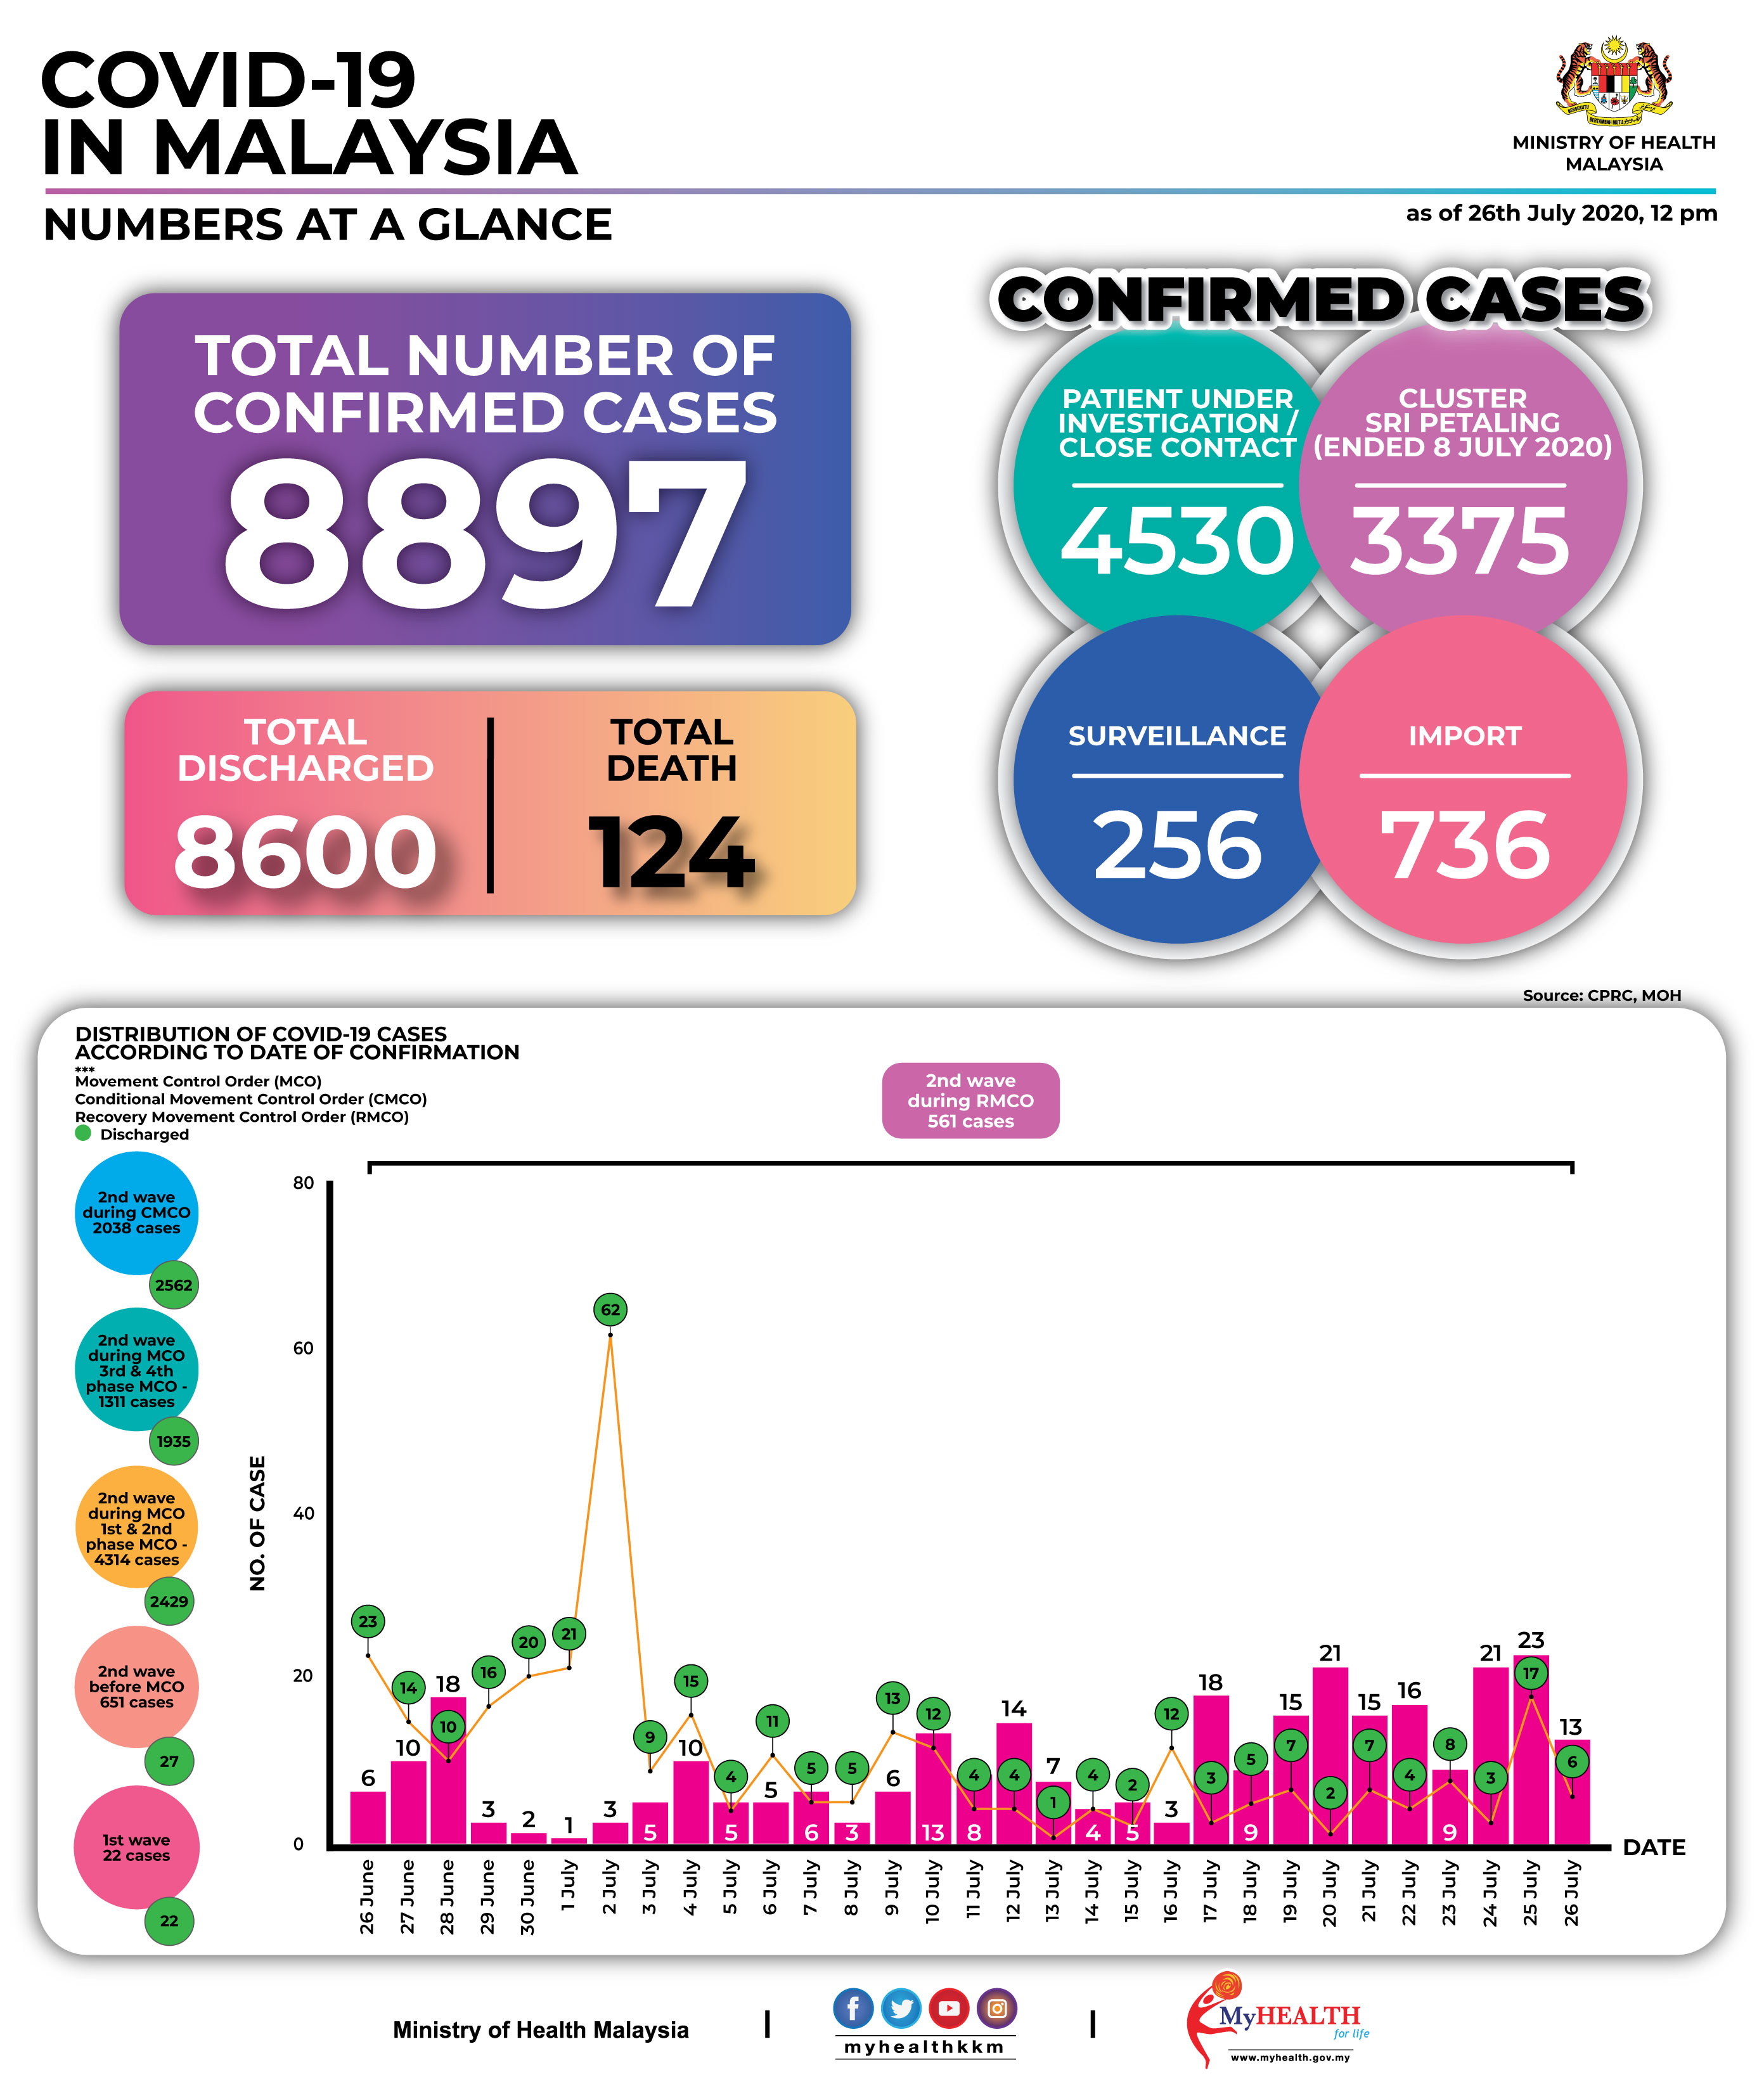 COVID-19
IN MALAYSIA
MINISTRY OF HEALTH
MALAYSIA
NUMBERS AT A GLANCE
as of 26th July 2020, 12 pm
TOTAL NUMBER OF
CONFIRMED CASES
8897
TOTAL
DISCHARGED
8600
TOTAL
DEATH
124
CONFIRMED CASES
PATIENT UNDER
INVESTIGATION /
CLOSE CONTACT
4530
CLUSTER
SRI PETALING
(ENDED 8 JULY 2020)
3375
SURVEILLANCE
256
IMPORT
736
Source: CPRC, MOH
DISTRIBUTION OF COVID-19 CASES
ACCORDING TO DATE OF CONFIRMATION
***
Movement Control Order (MCO)
Conditional Movement Control Order (CMCO)
Recovery Movement Control Order (RMCO)
Discharged
2nd wave
during RMCO
561 cases
2nd wave
during CMCO
2038 cases
2562
2nd wave
during MCO
3rd & 4th
phase MCO -
1311 cases
1935
2nd wave
during MCO
1st & 2nd
phase MCO -
4314 cases
2429
2nd wave
before MCO
651 cases
27
1st wave
22 cases
22
NO. OF CASE
80
60
40
20
0
23 14 10 16 20 21 62 9 15 4 11 5 5 13 12 4 4 1 4 2 12 3 5 7 2 7 4 8 3 17 6
6 10 18 3 2 1 3 5 10 5 5 6 3 6 13 8 14 7 4 5 3 18 9 15 21 15 16 9 21 23 13
DATE
26 June
27 June
28 June
29 June
30 June
1 July
2 July
3 July
4 July
5 July
6 July
7 July
8 July
9 July
10 July
11 July
12 July
13 July
14 July
15 July
16 July
17 July
18 July
19 July
20 July
21 July
22 July
23 July
24 July
25 July
26 July
Ministry of Health Malaysia
myhealthkkm
MyHEALTH
for life
www.myhealth.gov.my